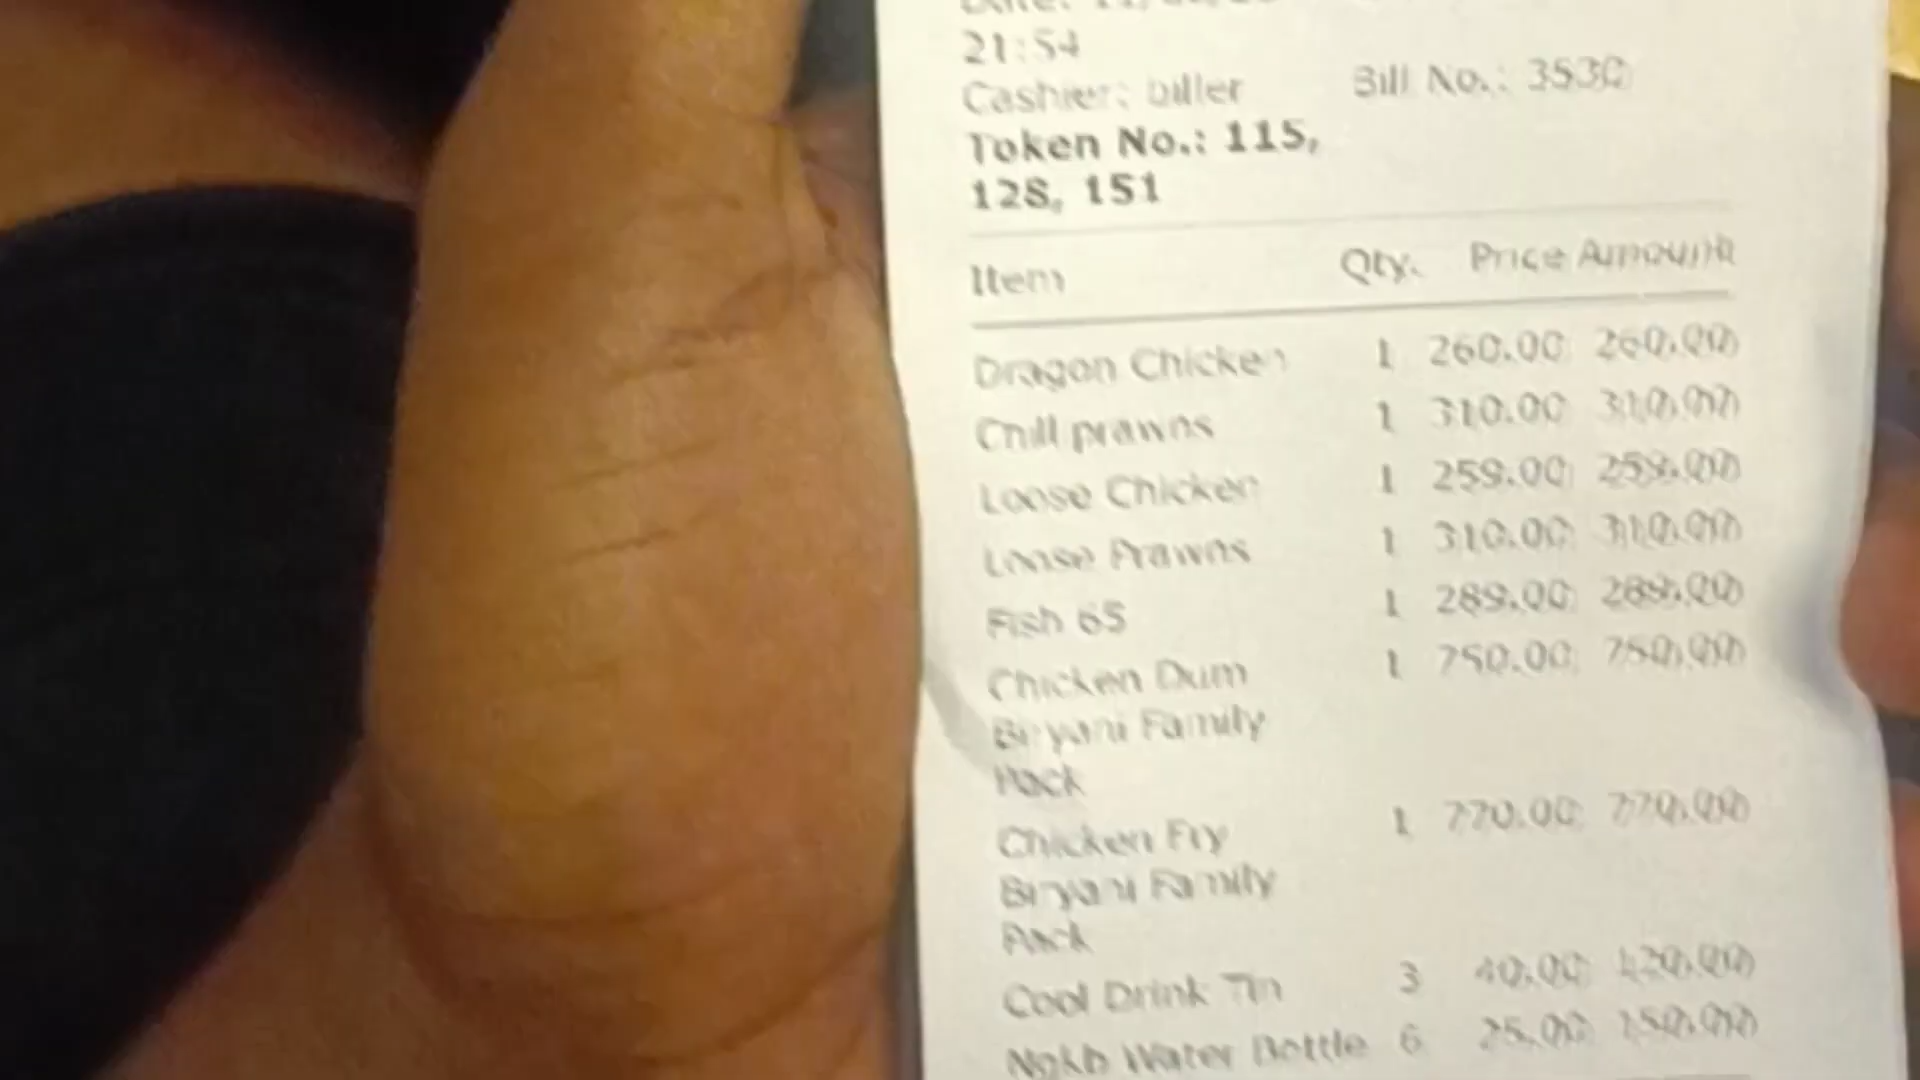 21:54
Cashier: biller Bill No.: 3530
Token No.: 115,
128, 151
Item Qty. Price Amount
Dragon Chicken 1 260.00 260.00
Chill prawns 1 310.00 310.00
Loose Chicken 1 259.00 259.00
Loose Prawns 1 310.00 310.00
Fish 65 1 289.00 289.00
Chicken Dum 1 750.00 750.00
Biryani Family
Pack
Chicken Fry 1 770.00 770.00
Biryani Family
Pack
Cool Drink Tin 3 40.00 120.00
Water Bottle 6 25.00 150.00